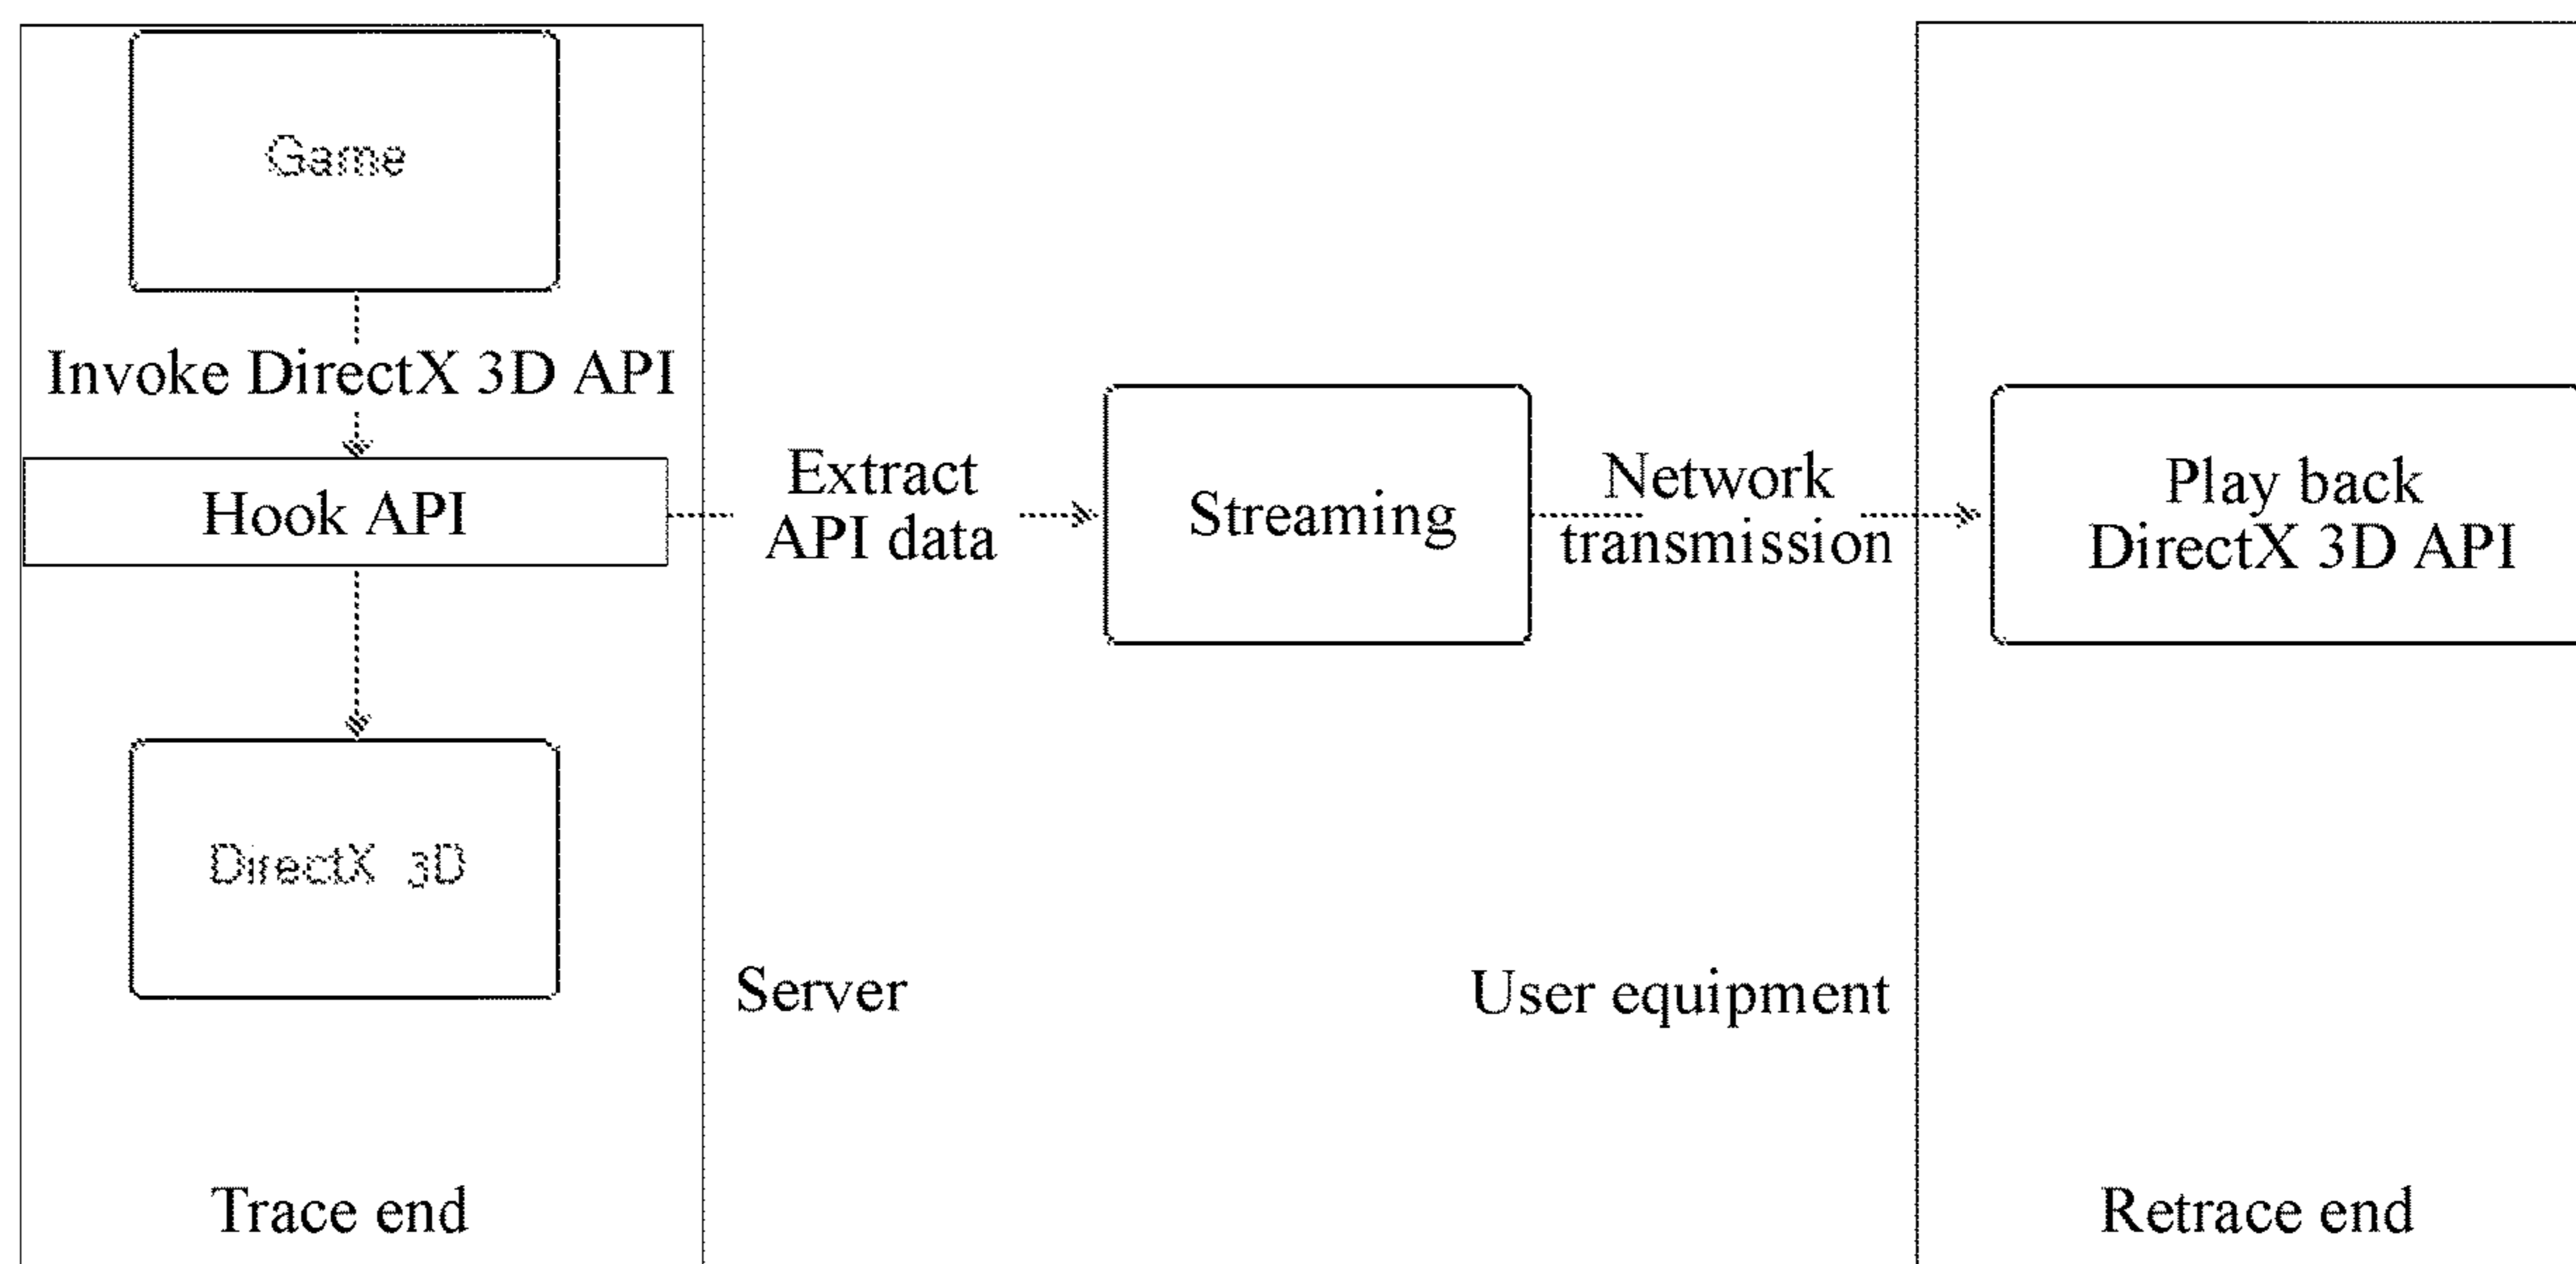 Game
Invoke DirectX 3D API
Hook API
Extract
API data
Streaming
Network
transmission
Play back
DirectX 3D API
DirectX 3D
Server
User equipment
Trace end
Retrace end